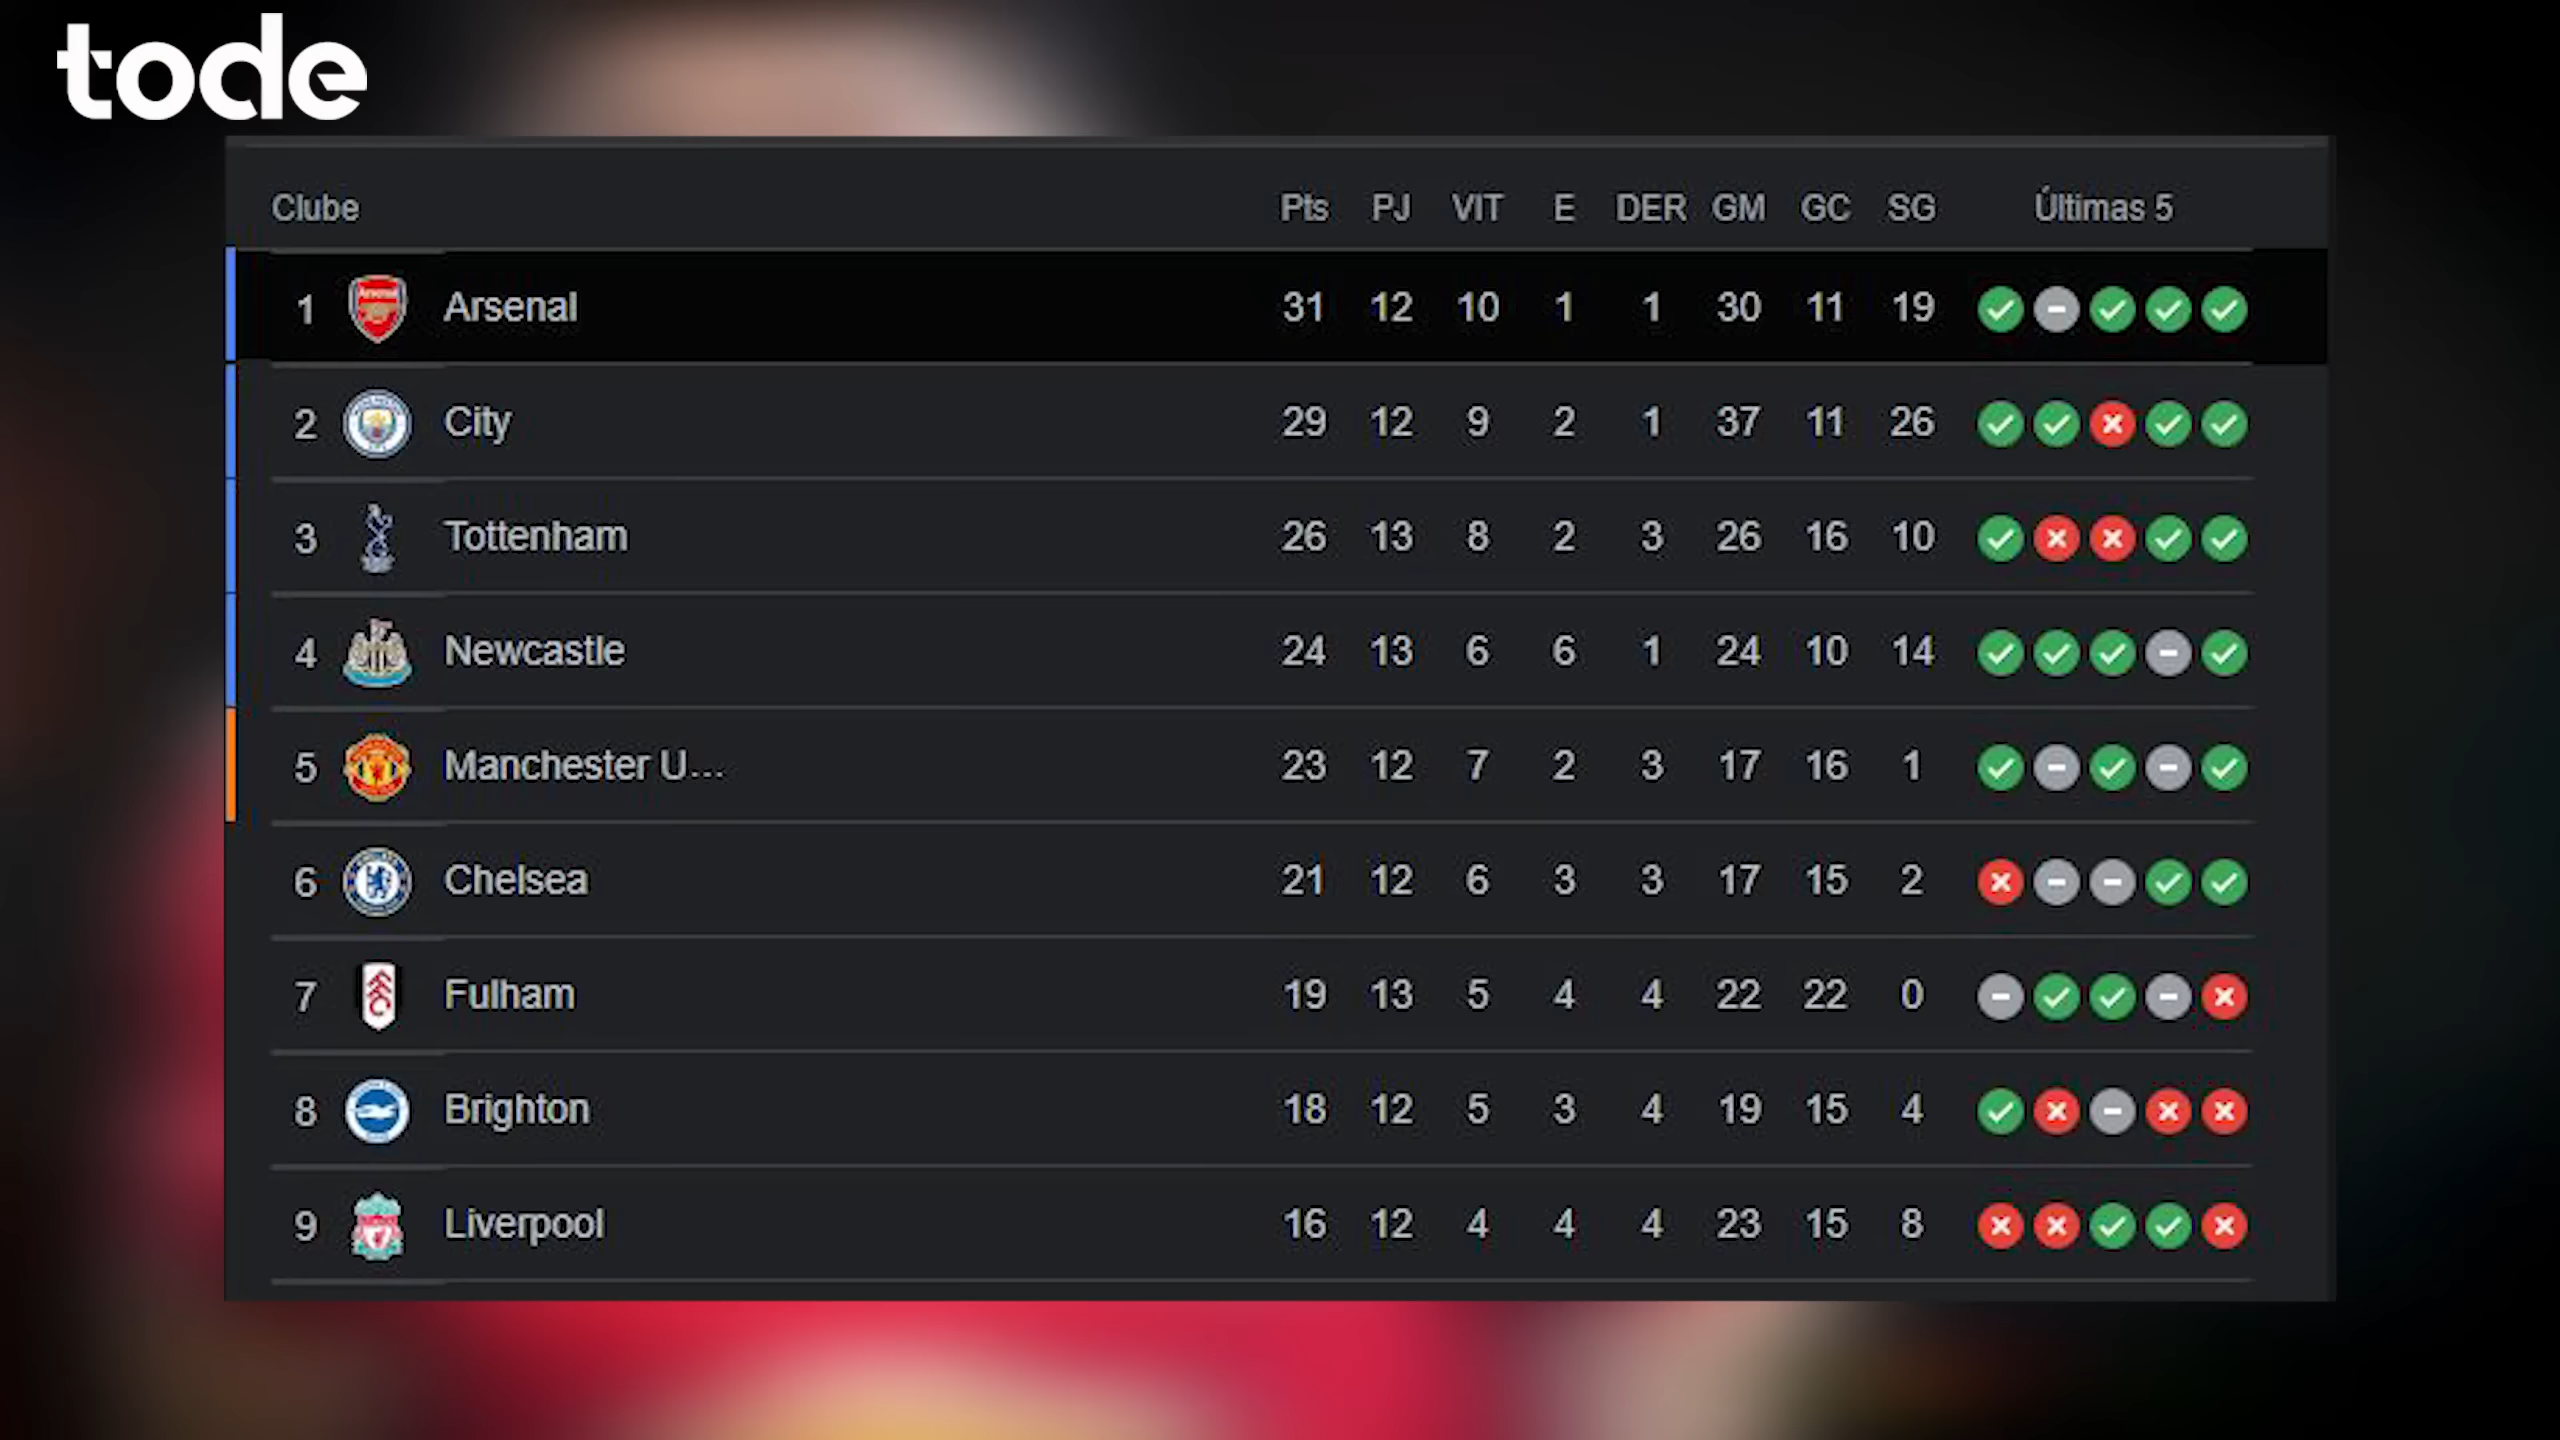 tode
Clube Pts PJ VIT E DER GM GC SG Últimas 5
1 Arsenal 31 12 10 1 1 30 11 19
2 City 29 12 9 2 1 37 11 26
3 Tottenham 26 13 8 2 3 26 16 10
4 Newcastle 24 13 6 6 1 24 10 14
5 Manchester U... 23 12 7 2 3 17 16 1
6 Chelsea 21 12 6 3 3 17 15 2
7 Fulham 19 13 5 4 4 22 22 0
8 Brighton 18 12 5 3 4 19 15 4
9 Liverpool 16 12 4 4 4 23 15 8